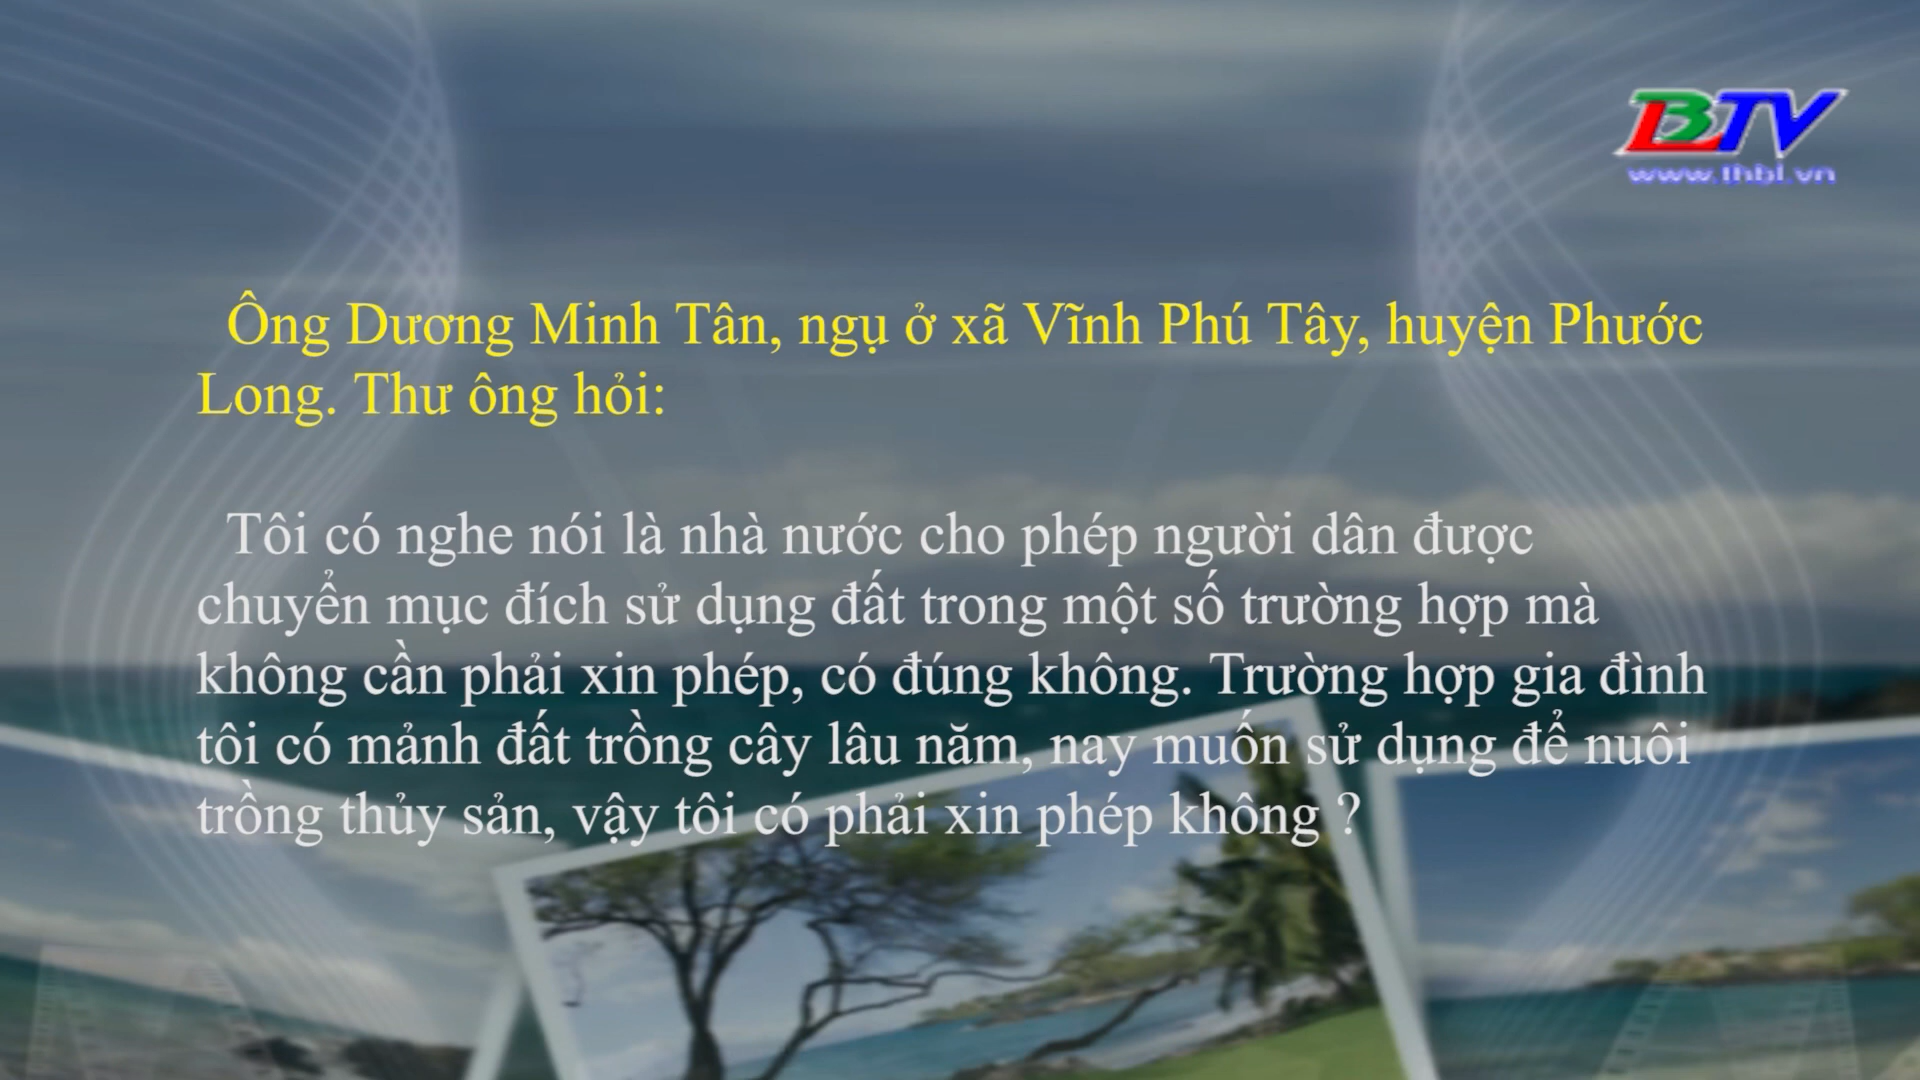 BTV
www.thbl.vn
Ông Dương Minh Tân, ngụ ở xã Vĩnh Phú Tây, huyện Phước
Long. Thư ông hỏi:
Tôi có nghe nói là nhà nước cho phép người dân được
chuyển mục đích sử dụng đất trong một số trường hợp mà
không cần phải xin phép, có đúng không. Trường hợp gia đình
tôi có mảnh đất trồng cây lâu năm, nay muốn sử dụng để nuôi
trồng thủy sản, vậy tôi có phải xin phép không ?